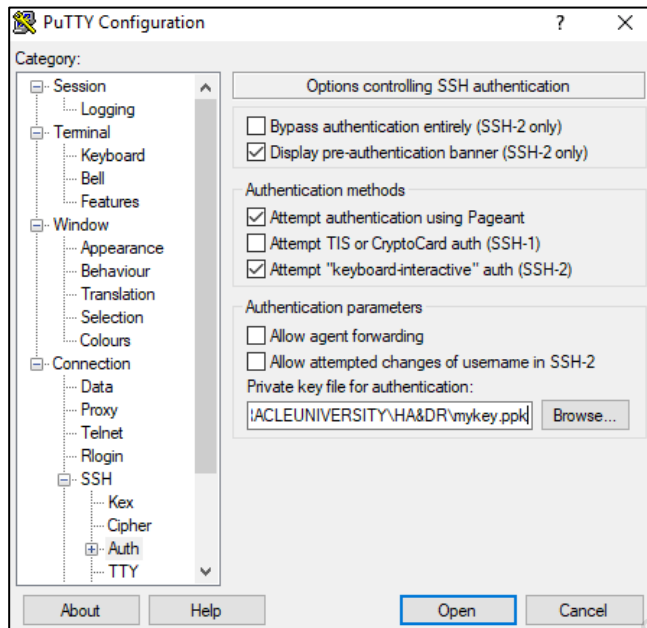 PuTTY Configuration
Category:
Session
Logging
Terminal
Keyboard
Bell
Features
Window
Appearance
Behaviour
Translation
Selection
Colours
Connection
Data
Proxy
Telnet
Rlogin
SSH
Kex
Cipher
Auth
TTY
Options controlling SSH authentication
Bypass authentication entirely (SSH-2 only)
Display pre-authentication banner (SSH-2 only)
Authentication methods
Attempt authentication using Pageant
Attempt TIS or CryptoCard auth (SSH-1)
Attempt "keyboard-interactive" auth (SSH-2)
Authentication parameters
Allow agent forwarding
Allow attempted changes of username in SSH-2
Private key file for authentication:
ACLEUNIVERSITY\HA&DR\mykey.ppk Browse...
About Help Open Cancel